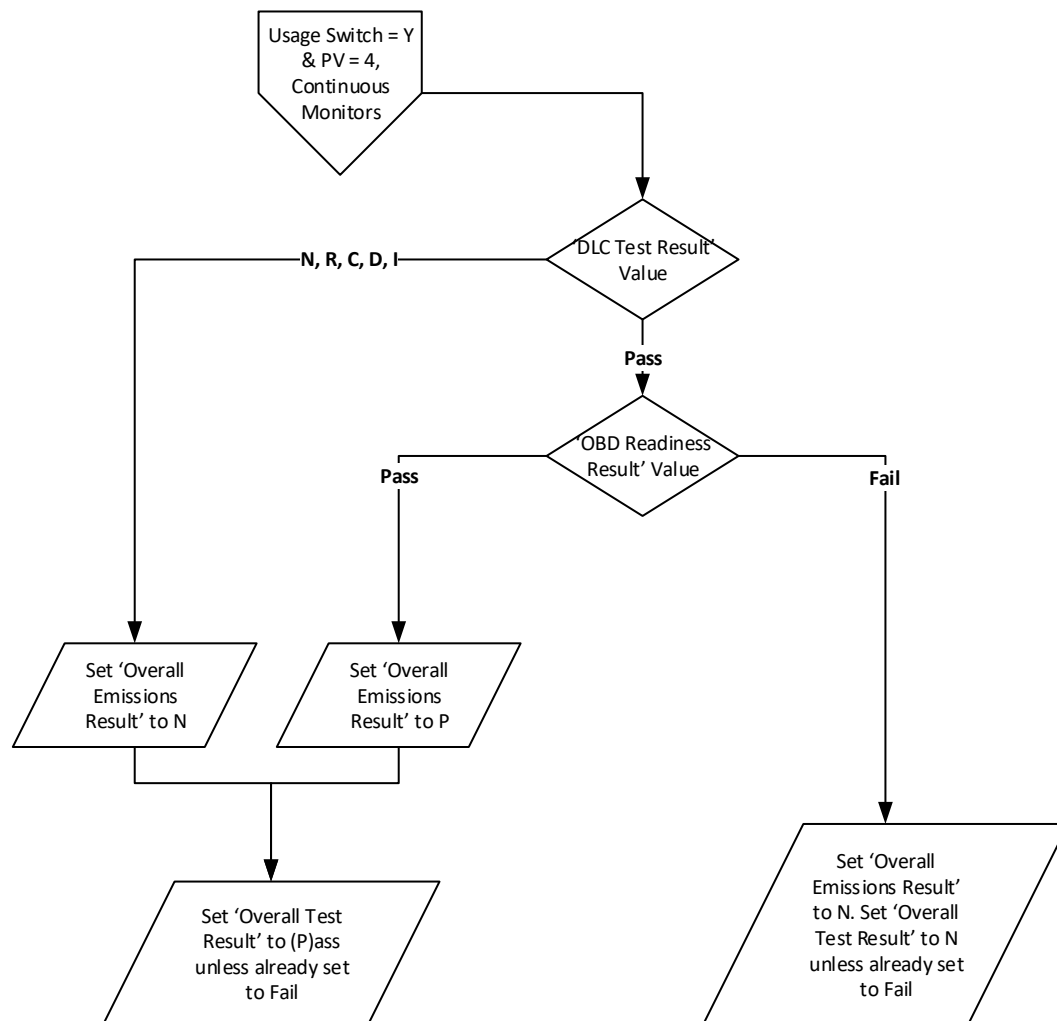 Usage Switch = Y
& PV = 4,
Continuous
Monitors
‘DLC Test Result’
Value
N, R, C, D, I
Pass
‘OBD Readiness
Result’ Value
Pass
Fail
Set ‘Overall
Emissions
Result’ to N
Set ‘Overall
Emissions
Result’ to P
Set ‘Overall
Emissions Result’
to N. Set ‘Overall
Test Result’ to N
unless already set
to Fail
Set ‘Overall Test
Result’ to (P)ass
unless already set
to Fail